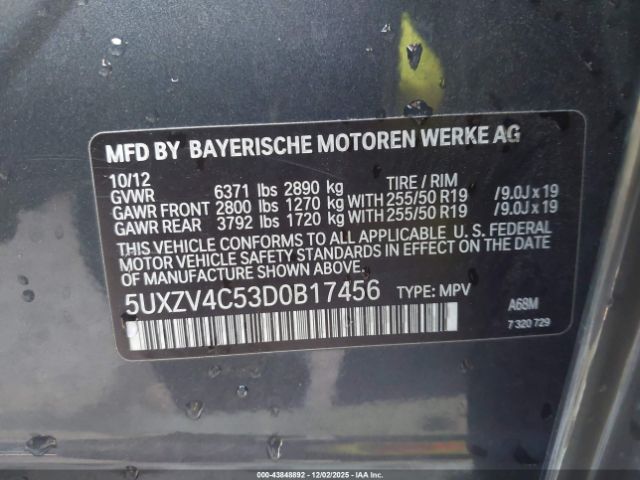 MFD BY BAYERISCHE MOTOREN WERKE AG
10/12
GVWR 6371 lbs 2890 kg TIRE / RIM
GAWR FRONT 2800 lbs 1270 kg WITH 255/50 R19 /9.0J x 19
GAWR REAR 3792 lbs 1720 kg WITH 255/50 R19 /9.0J x 19
THIS VEHICLE CONFORMS TO ALL APPLICABLE U. S. FEDERAL
MOTOR VEHICLE SAFETY STANDARDS IN EFFECT ON THE DATE
OF MANUFACTURE SHOWN ABOVE.
5UXZV4C53D0B17456 TYPE: MPV A68M
7 320 729
00-43848892 | 12/02/2025 - Copyright © IAA, LLC